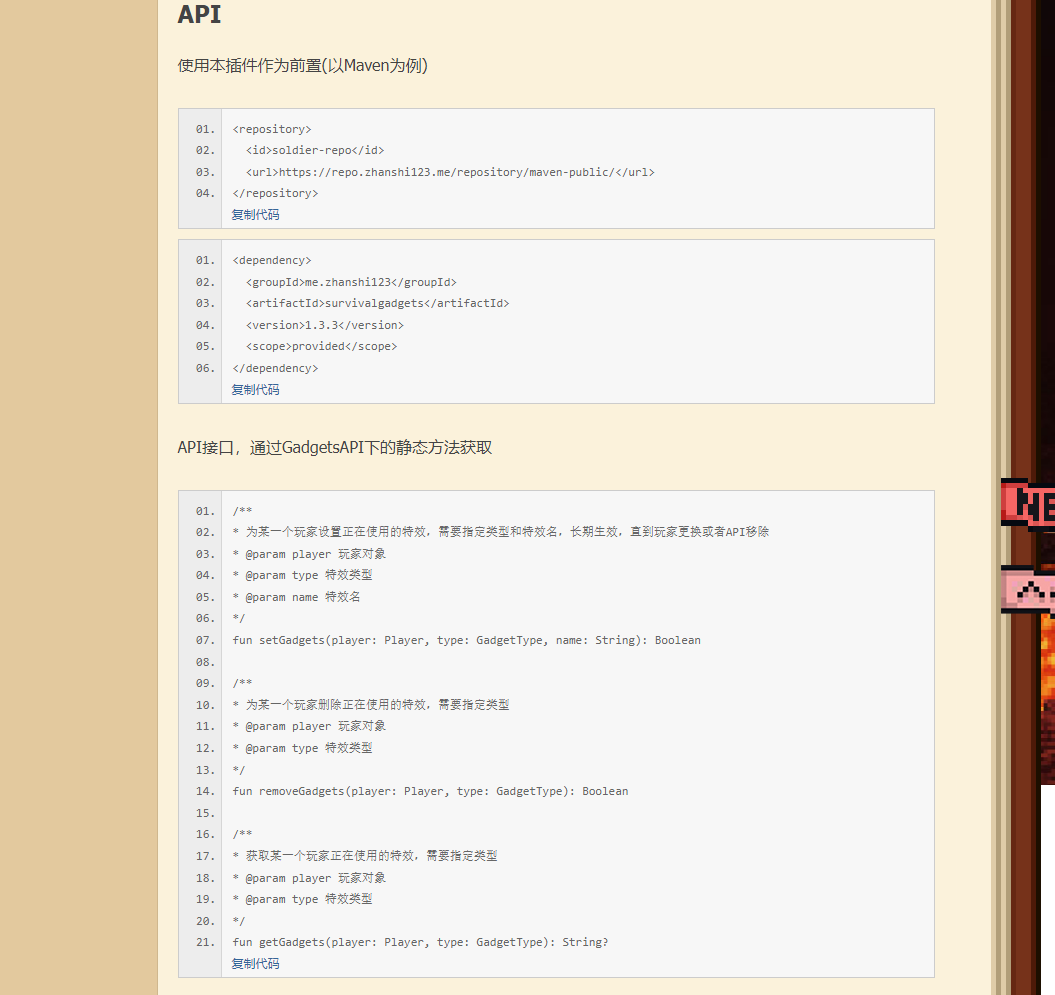 API
使用本插件作为前置(以Maven为例)
01. <repository>
02.   <id>soldier-repo</id>
03.   <url>https://repo.zhanshi123.me/repository/maven-public/</url>
04. </repository>
复制代码
01. <dependency>
02.   <groupId>me.zhanshi123</groupId>
03.   <artifactId>survivalgadgets</artifactId>
04.   <version>1.3.3</version>
05.   <scope>provided</scope>
06. </dependency>
复制代码
API接口，通过GadgetsAPI下的静态方法获取
01. /**
02. * 为某一个玩家设置正在使用的特效，需要指定类型和特效名，长期生效，直到玩家更换或者API移除
03. * @param player 玩家对象
04. * @param type 特效类型
05. * @param name 特效名
06. */
07. fun setGadgets(player: Player, type: GadgetType, name: String): Boolean
08.
09. /**
10. * 为某一个玩家删除正在使用的特效，需要指定类型
11. * @param player 玩家对象
12. * @param type 特效类型
13. */
14. fun removeGadgets(player: Player, type: GadgetType): Boolean
15.
16. /**
17. * 获取某一个玩家正在使用的特效，需要指定类型
18. * @param player 玩家对象
19. * @param type 特效类型
20. */
21. fun getGadgets(player: Player, type: GadgetType): String?
复制代码
NE